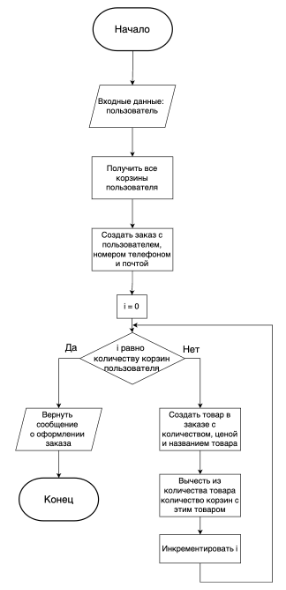 Начало
Входные данные:
пользователь
Получить все
корзины
пользователя
Создать заказ с
пользователем,
номером телефоном
и почтой
i = 0
Да
i равно
количеству корзин
пользователя
Нет
Вернуть
сообщение
о оформлении
заказа
Создать товар в
заказе с
количеством, ценой
и названием товара
Конец
Вычесть из
количества товара
количество корзин с
этим товаром
Инкрементировать i